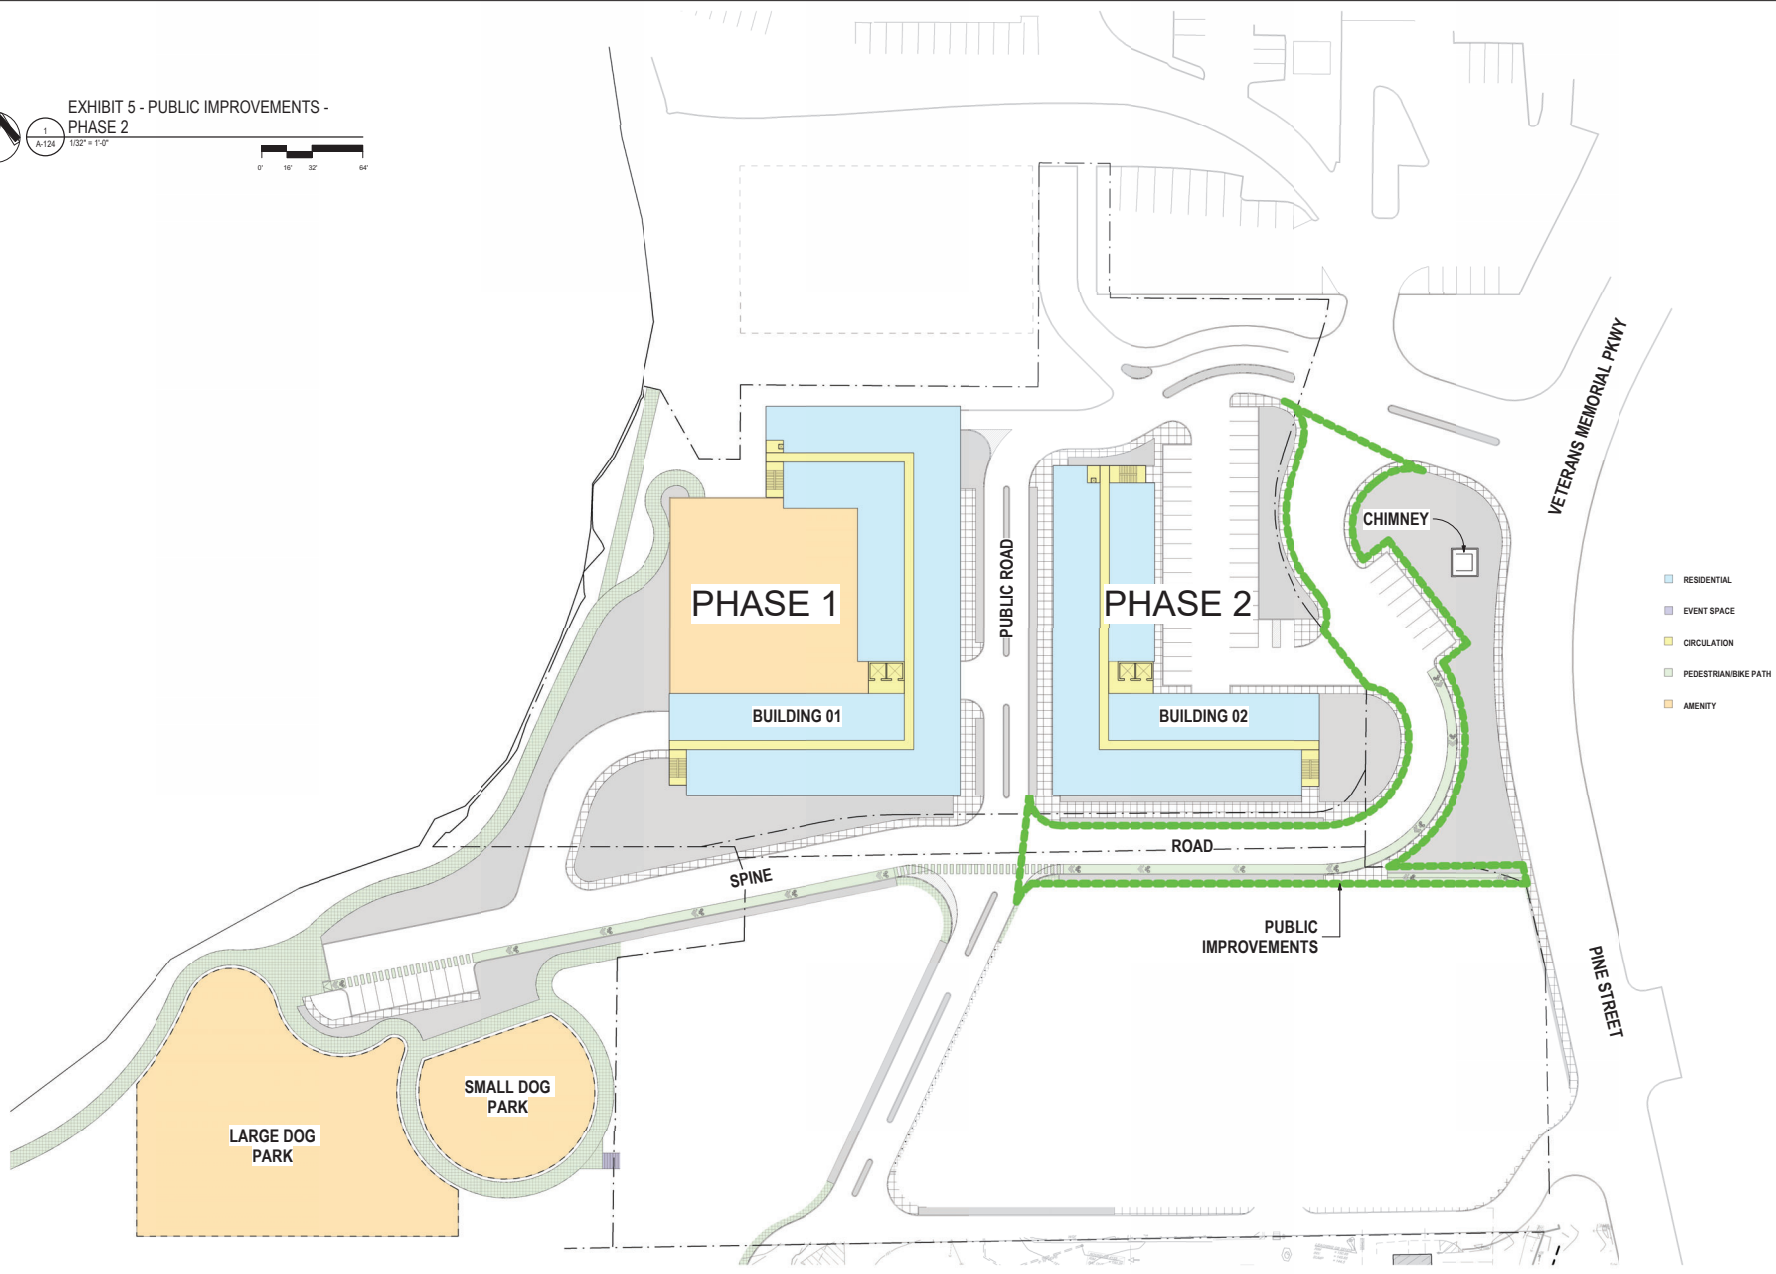 EXHIBIT 5 - PUBLIC IMPROVEMENTS -
PHASE 2
1
A-124
1/32" = 1'-0"
0'
16'
32'
64'
VETERANS MEMORIAL PKWY
CHIMNEY
PUBLIC ROAD
PHASE 1
PHASE 2
RESIDENTIAL
EVENT SPACE
CIRCULATION
PEDESTRIAN/BIKE PATH
AMENITY
BUILDING 01
BUILDING 02
SPINE
ROAD
PUBLIC
IMPROVEMENTS
PINE STREET
SMALL DOG
PARK
LARGE DOG
PARK